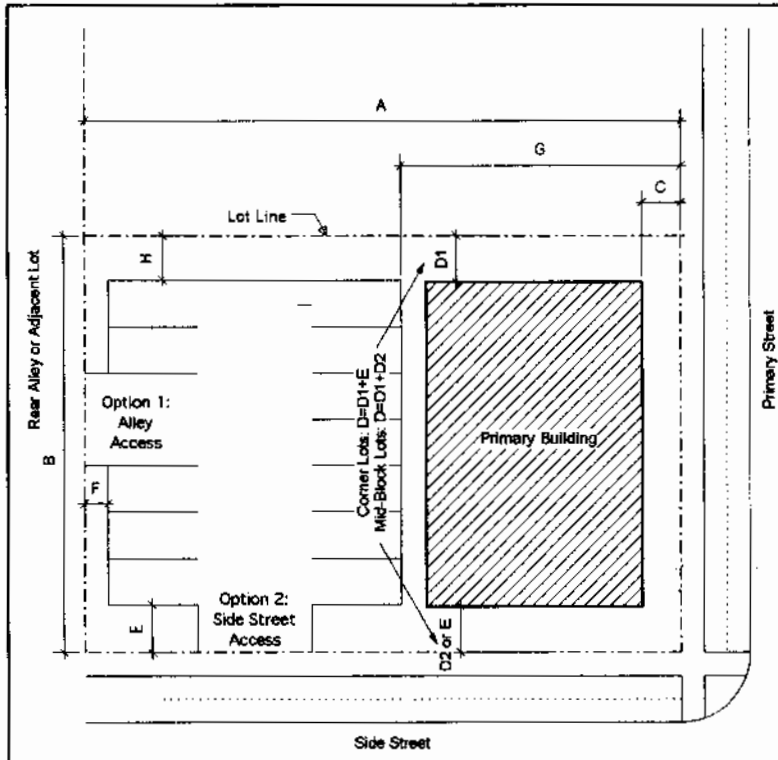 A
G
C
Lot Line
H
D1
Rear Alley or Adjacent Lot
B
Option 1:
Alley
Access
F
Corner Lots: D=D1+E
Mid-Block Lots: D=D1+D2
Primary Building
Primary Street
E
Option 2:
Side Street
Access
D2 or E
Side Street